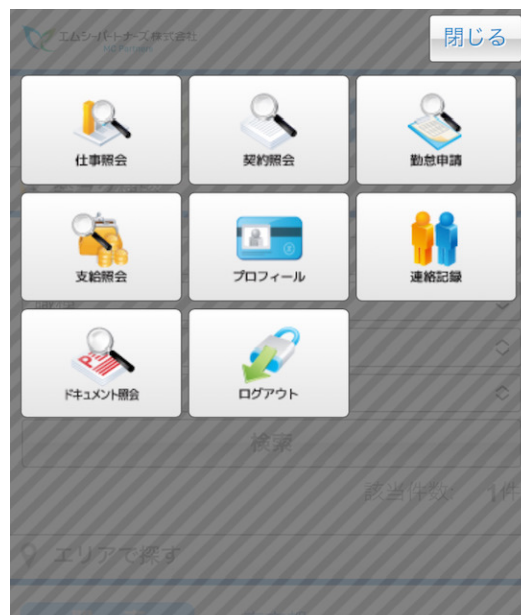 エムシーパートナーズ株式会社
閉じる
仕事照会
契約照会
勤怠申請
支給照会
プロフィール
連絡記録
ドキュメント照会
ログアウト
検索
該当件数: 1件
エリアで探す